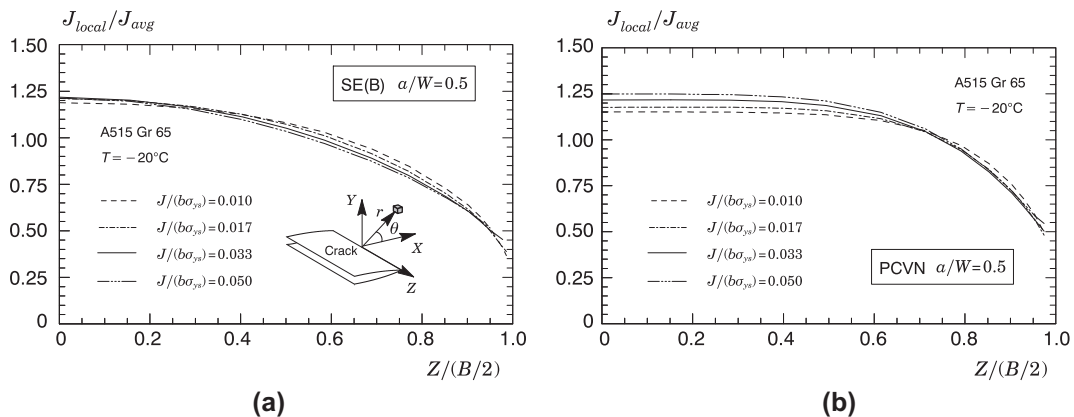 J_local/J_avg
1.50
1.25
1.00
0.75
0.50
0.25
0
SE(B) a/W=0.5
A515 Gr 65
T=−20°C
J/(bσ_ys)=0.010
J/(bσ_ys)=0.017
J/(bσ_ys)=0.033
J/(bσ_ys)=0.050
Y
r
θ
X
Crack
Z
0 0.2 0.4 0.6 0.8 1.0
Z/(B/2)
(a)
J_local/J_avg
1.50
1.25
1.00
0.75
0.50
0.25
0
A515 Gr 65
T=−20°C
J/(bσ_ys)=0.010
J/(bσ_ys)=0.017
J/(bσ_ys)=0.033
J/(bσ_ys)=0.050
PCVN a/W=0.5
0 0.2 0.4 0.6 0.8 1.0
Z/(B/2)
(b)